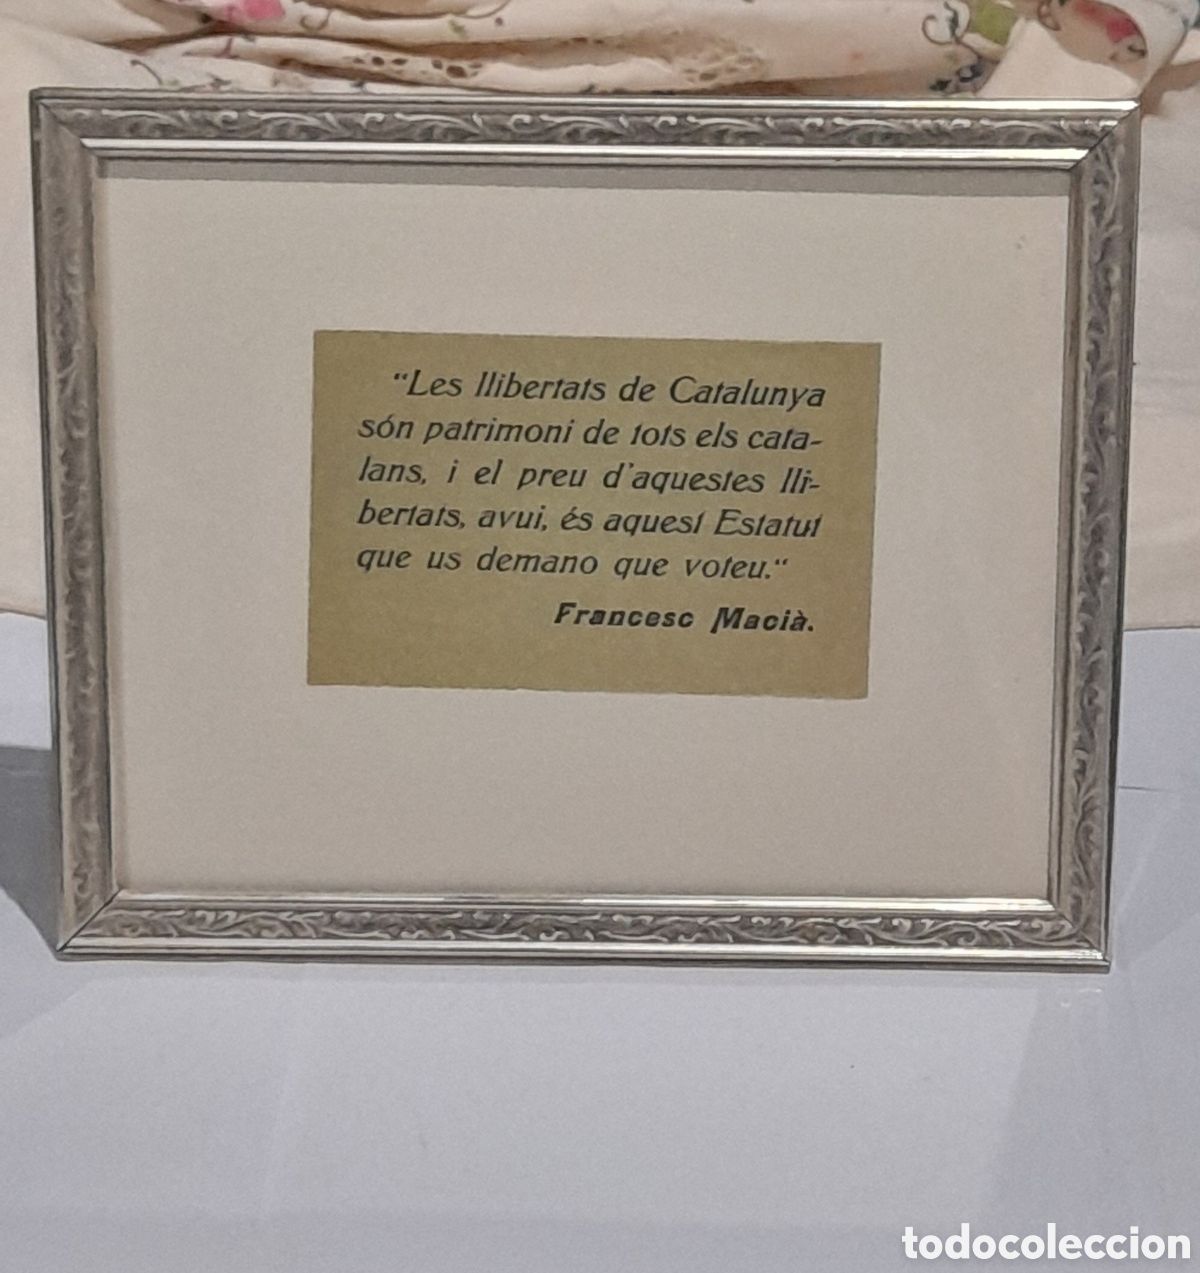 “Les llibertats de Catalunya
són patrimoni de tots els cata-
lans, i el preu d'aquestes lli-
bertats, avui, és aquest Estatut
que us demano que voteu.“
Francesc Macià.
todocoleccion